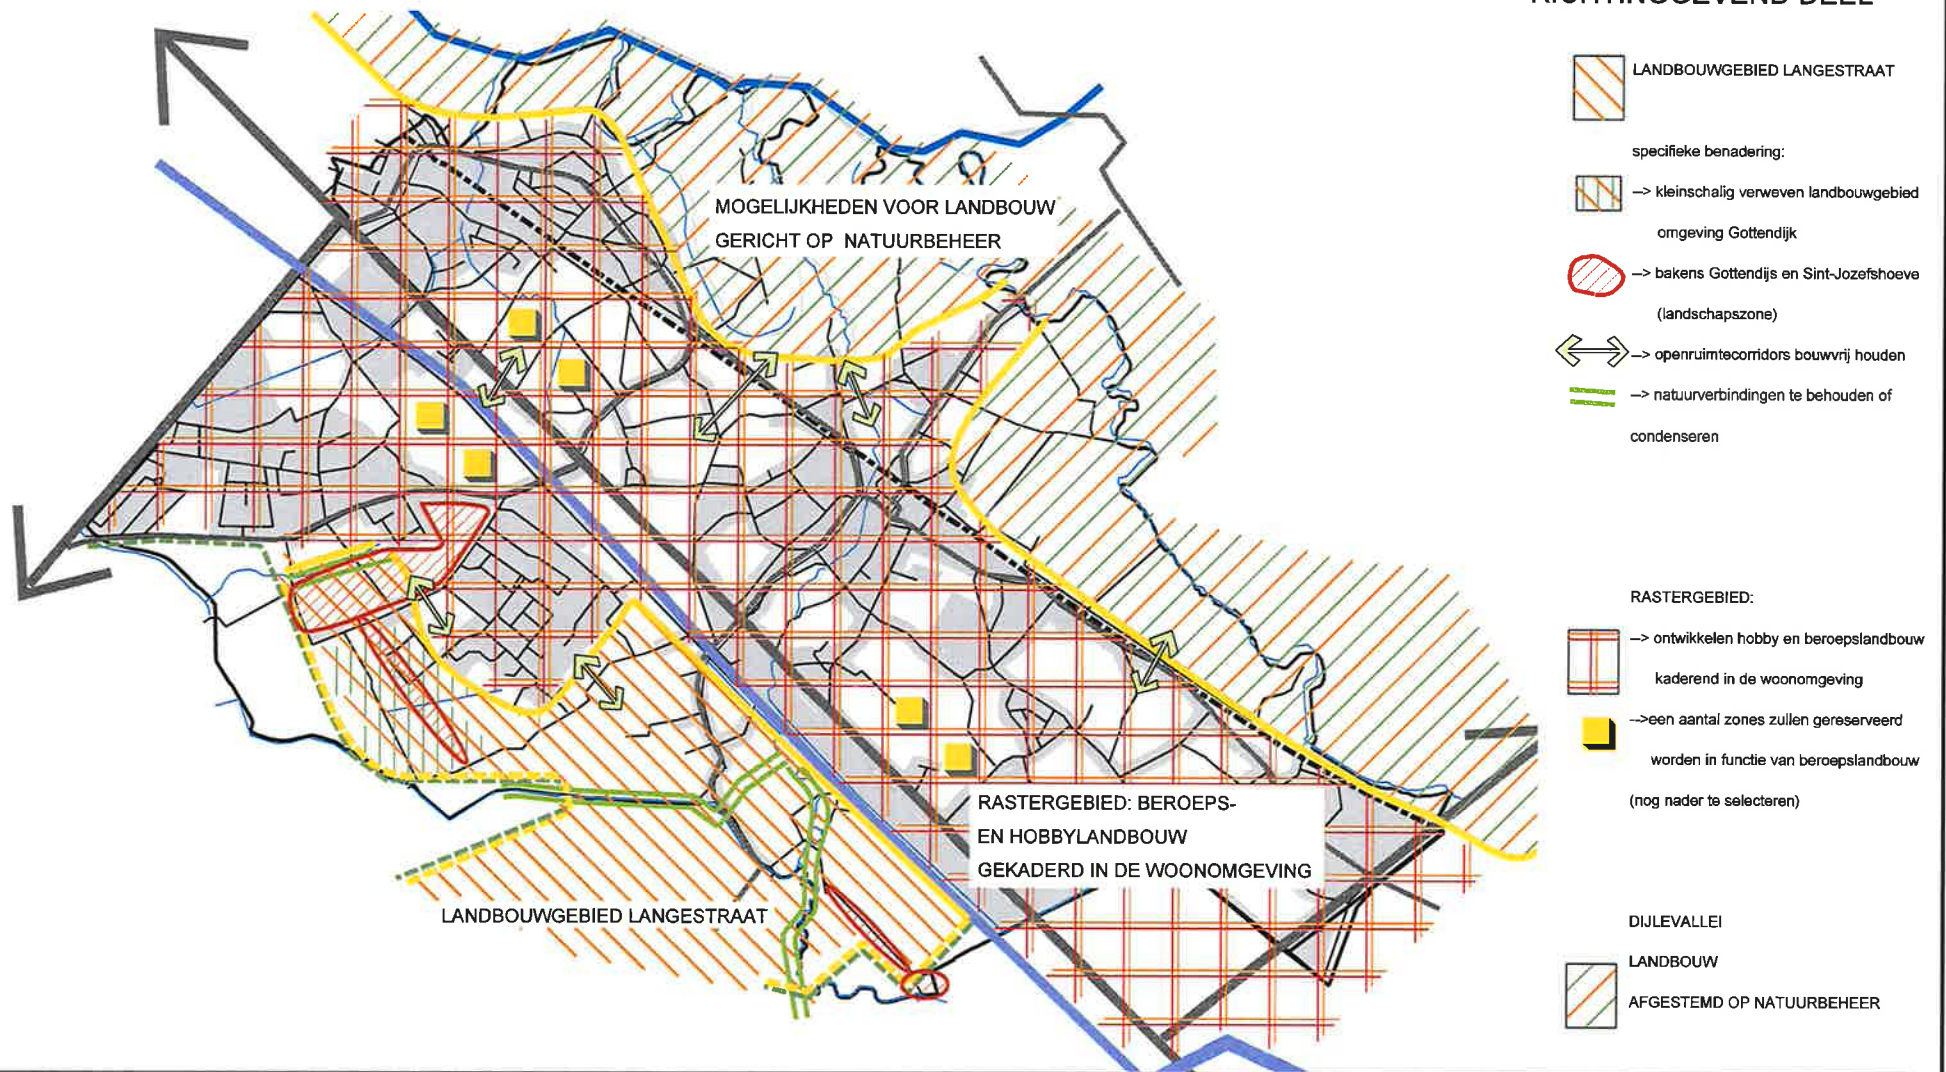 RICHTINGGEVEND DEEL
LANDBOUWGEBIED LANGESTRAAT
specifieke benadering:
--> kleinschalig verweven landbouwgebied
omgeving Gottendijk
--> bakens Gottendijs en Sint-Jozefshoeve
(landschapszone)
--> openruimtecorridors bouwvrij houden
--> natuurverbindingen te behouden of
condenseren
RASTERGEBIED:
--> ontwikkelen hobby en beroepslandbouw
kaderend in de woonomgeving
-->een aantal zones zullen gereserveerd
worden in functie van beroepslandbouw
(nog nader te selecteren)
DIJLEVALLEI
LANDBOUW
AFGESTEMD OP NATUURBEHEER
MOGELIJKHEDEN VOOR LANDBOUW
GERICHT OP NATUURBEHEER
RASTERGEBIED: BEROEPS-
EN HOBBYLANDBOUW
GEKADERD IN DE WOONOMGEVING
LANDBOUWGEBIED LANGESTRAAT